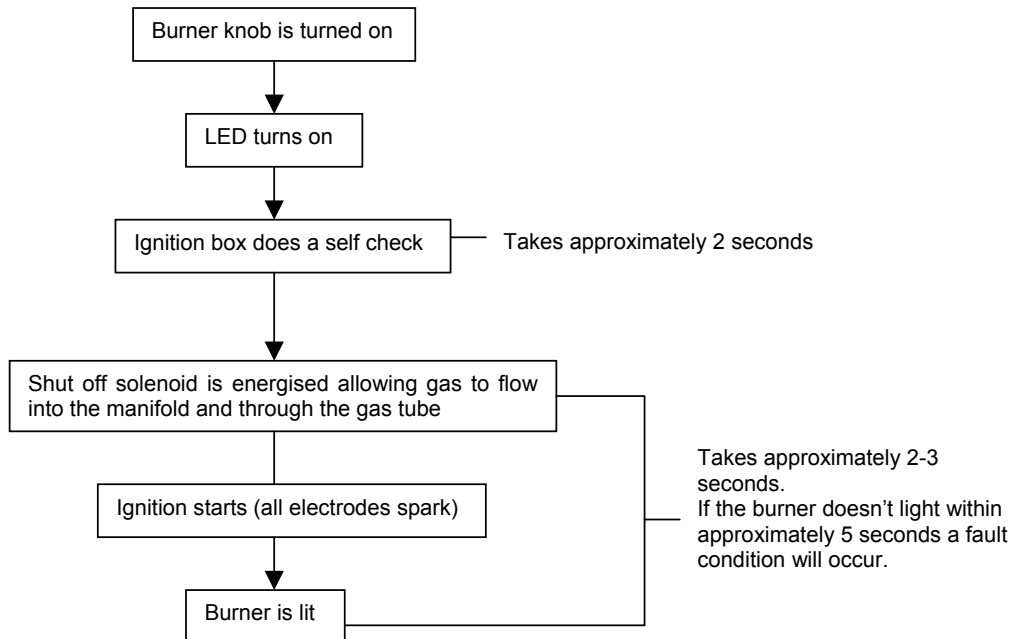 Burner knob is turned on
LED turns on
Ignition box does a self check
Takes approximately 2 seconds
Shut off solenoid is energised allowing gas to flow
into the manifold and through the gas tube
Ignition starts (all electrodes spark)
Takes approximately 2-3
seconds.
If the burner doesn’t light within
approximately 5 seconds a fault
condition will occur.
Burner is lit